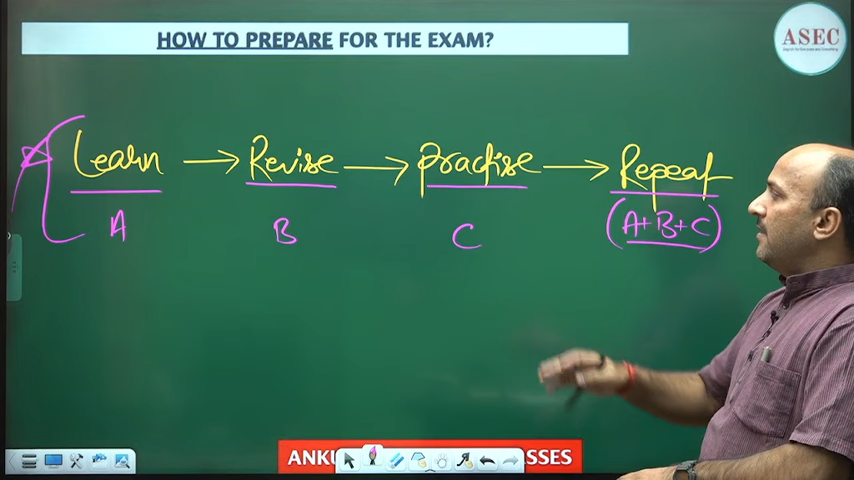 HOW TO PREPARE FOR THE EXAM?
ASEC
Learn → Revise → Practise → Repeat
A B C (A+B+C)
ANKU SSES